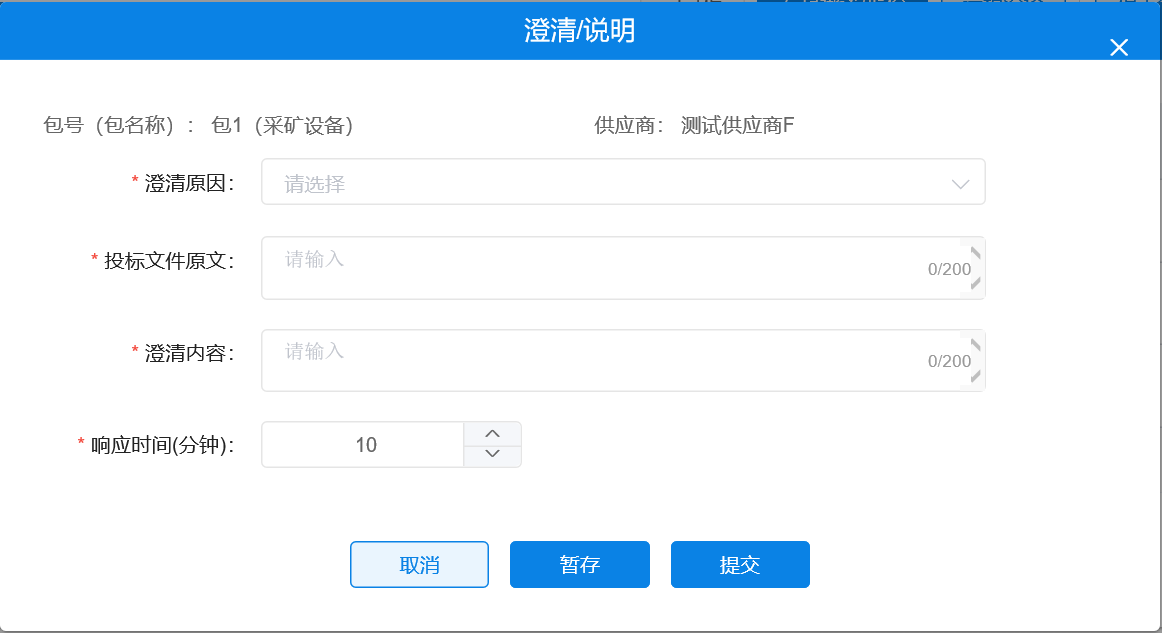 澄清/说明
包号（包名称）： 包1（采矿设备） 供应商： 测试供应商F
* 澄清原因： 请选择
* 投标文件原文： 请输入 0/200
* 澄清内容： 请输入 0/200
* 响应时间(分钟)： 10
取消 暂存 提交